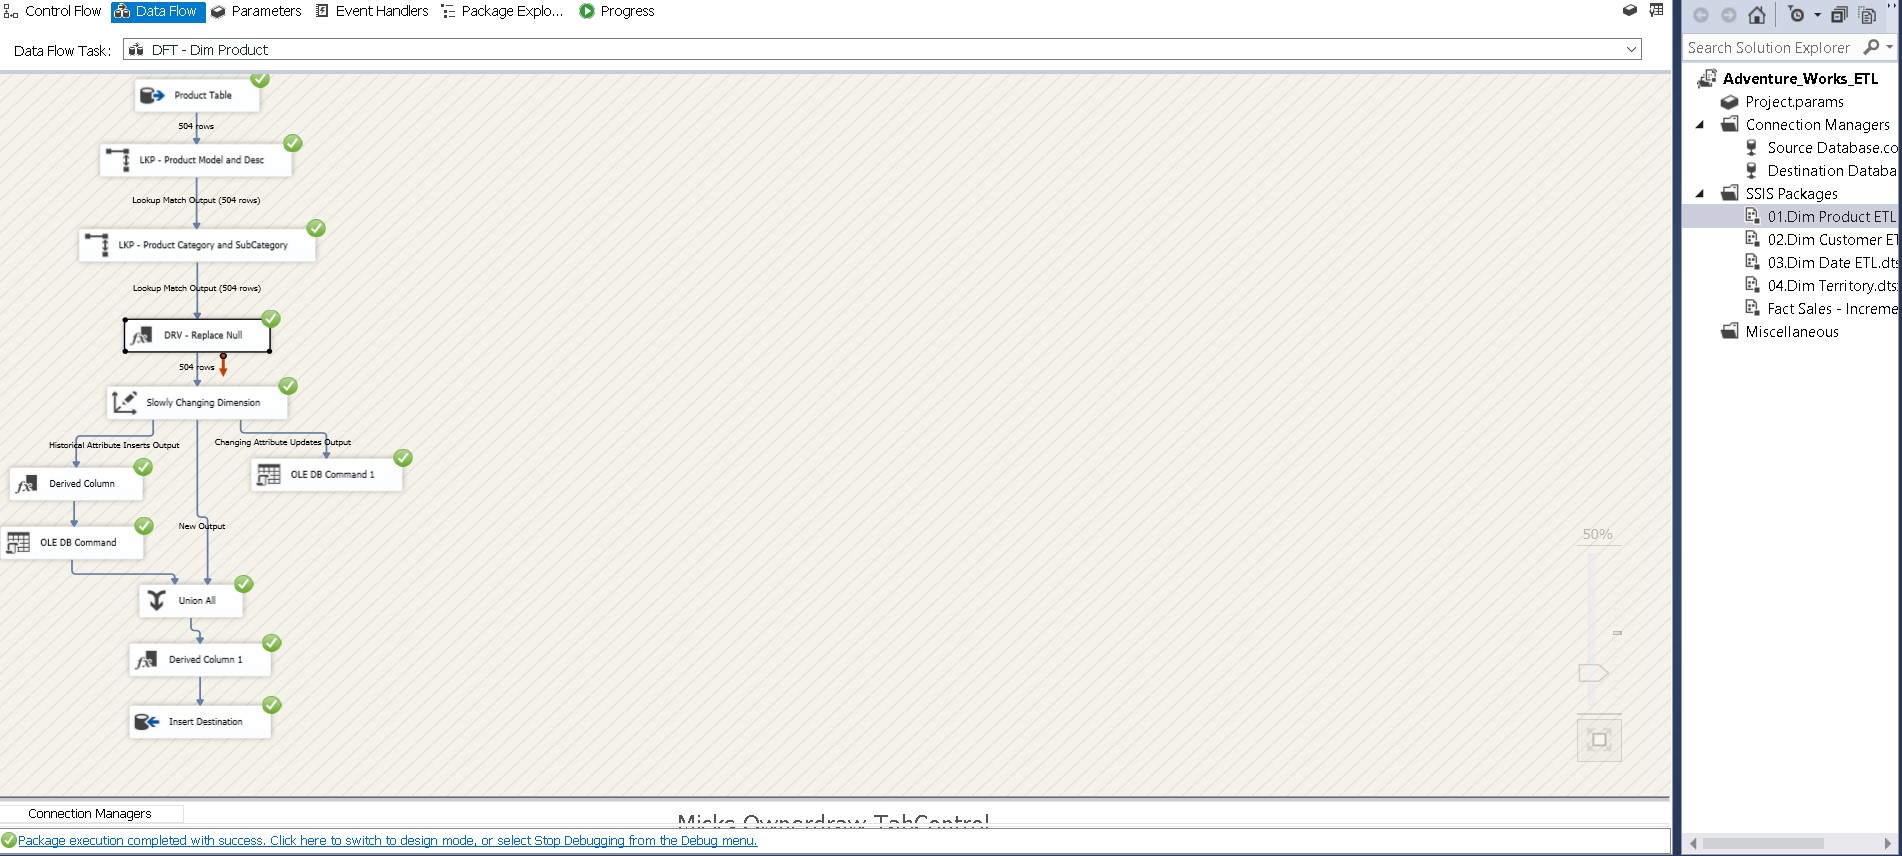 Control Flow
Data Flow
Parameters
Event Handlers
Package Explo...
Progress
Data Flow Task:
DFT - Dim Product
Product Table
504 rows
LKP - Product Model and Desc
Lookup Match Output (504 rows)
LKP - Product Category and SubCategory
Lookup Match Output (504 rows)
DRV - Replace Null
504 rows
Slowly Changing Dimension
Historical Attribute Inserts Output
Changing Attribute Updates Output
Derived Column
OLE DB Command 1
New Output
OLE DB Command
Union All
Derived Column 1
Insert Destination
50%
Connection Managers
Micks Ownerdraw TabControl
Package execution completed with success. Click here to switch to design mode, or select Stop Debugging from the Debug menu.
Search Solution Explorer
Adventure_Works_ETL
Project.params
Connection Managers
Source Database.co
Destination Databa
SSIS Packages
01.Dim Product ETL
02.Dim Customer ET
03.Dim Date ETL.dts
04.Dim Territory.dts
Fact Sales - Increme
Miscellaneous